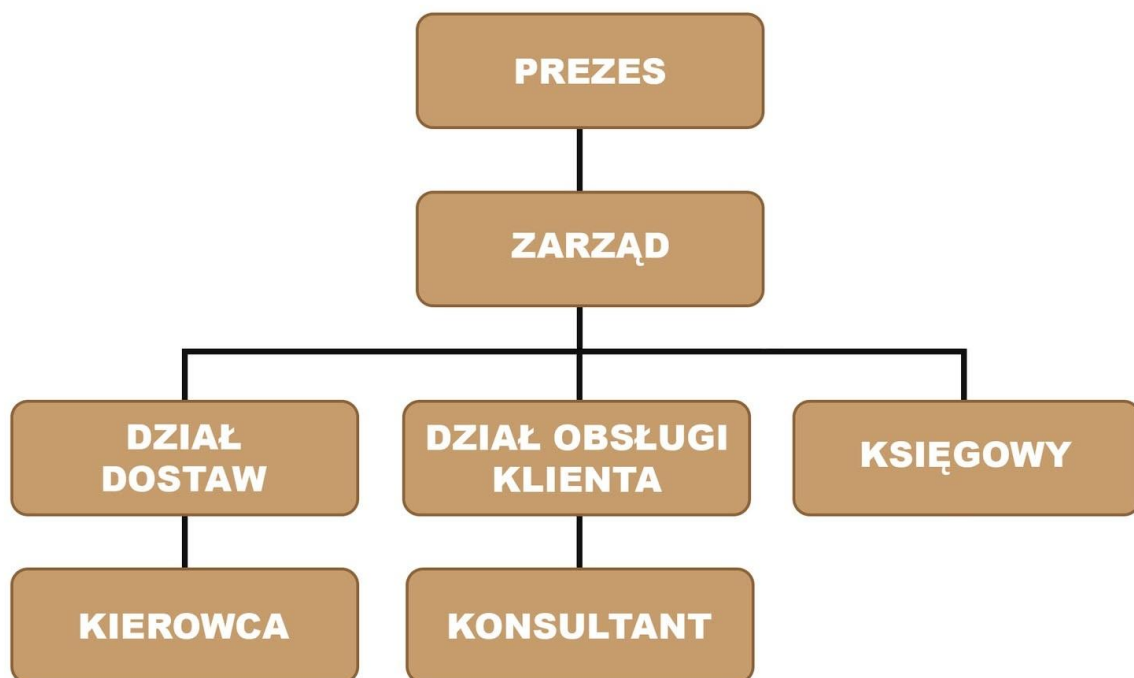 PREZES
ZARZĄD
DZIAŁ
DOSTAW
DZIAŁ OBSŁUGI
KLIENTA
KSIĘGOWY
KIEROWCA
KONSULTANT